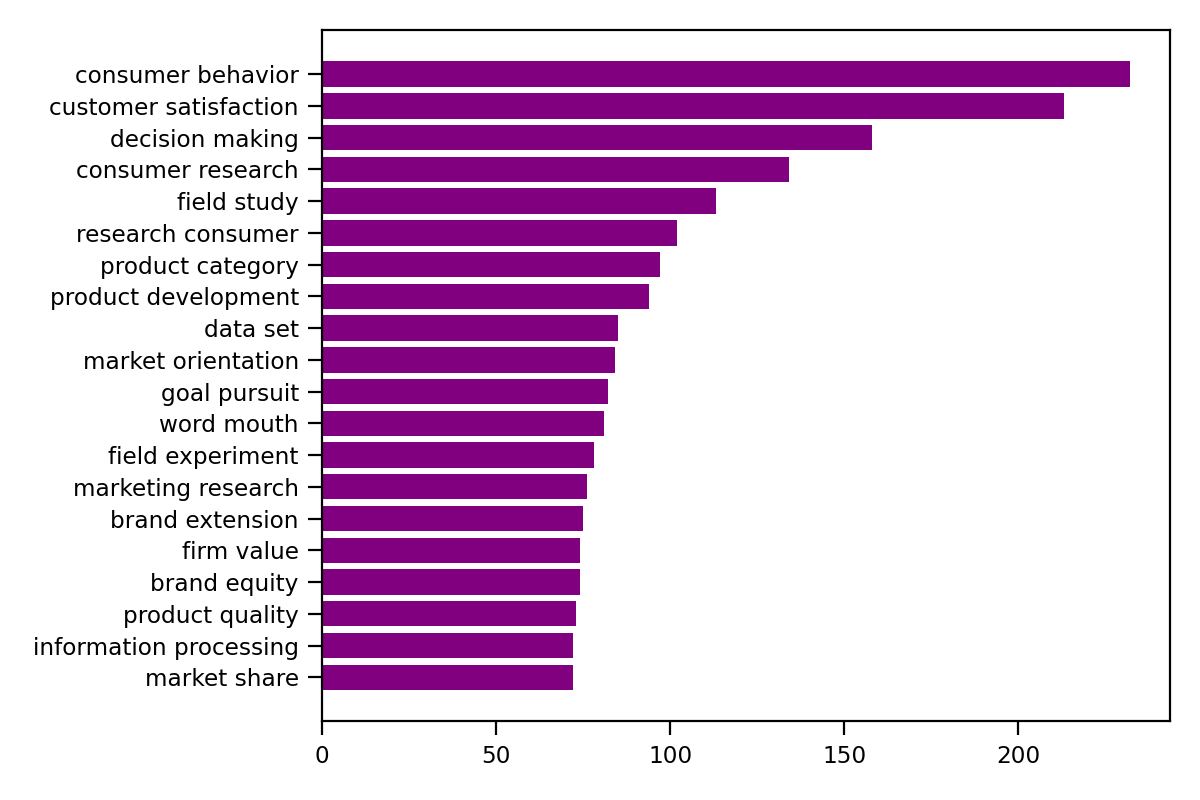 consumer behavior
customer satisfaction
decision making
consumer research
field study
research consumer
product category
product development
data set
market orientation
goal pursuit
word mouth
field experiment
marketing research
brand extension
firm value
brand equity
product quality
information processing
market share
0 50 100 150 200